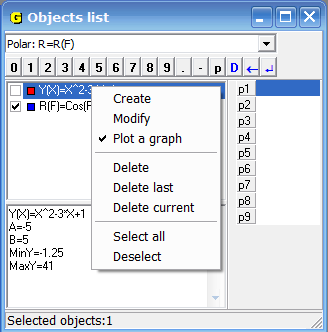 G Objects list
Polar: R=R(F)
0 1 2 3 4 5 6 7 8 9 . - p D ← ↵
Y(X)=X^2-3*X+1
R(F)=Cos(F
p1
p2
p3
p4
p5
p6
p7
p8
p9
Create
Modify
Plot a graph
Delete
Delete last
Delete current
Select all
Deselect
Y(X)=X^2-3*X+1
A=-5
B=5
MinY=-1.25
MaxY=41
Selected objects:1